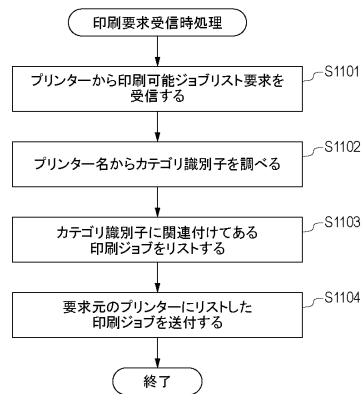 印刷要求受信時処理
プリンターから印刷可能ジョブリスト要求を
受信する
S1101
プリンター名からカテゴリ識別子を調べる
S1102
カテゴリ識別子に関連付けてある
印刷ジョブをリストする
S1103
要求元のプリンターにリストした
印刷ジョブを送付する
S1104
終了